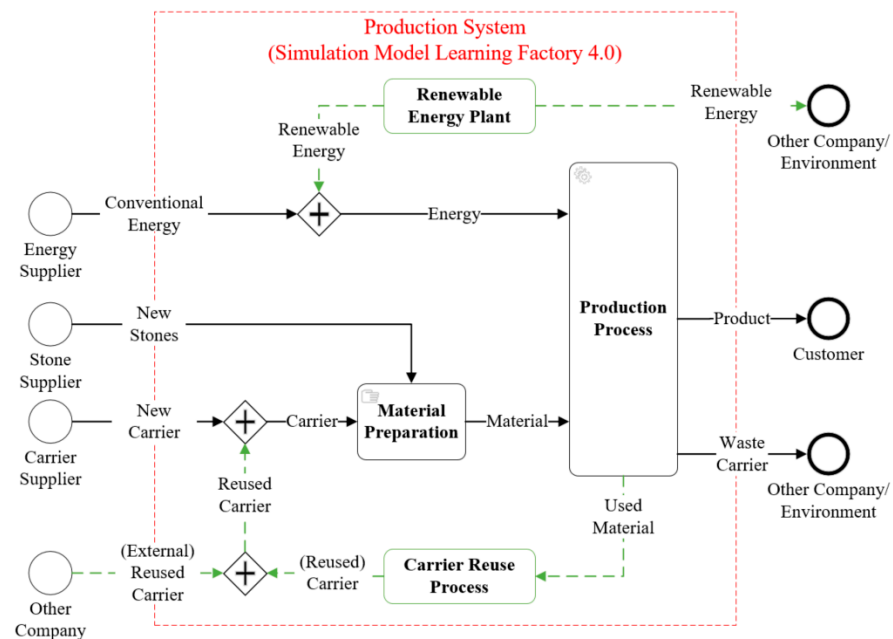 Production System
(Simulation Model Learning Factory 4.0)
Renewable
Energy Plant
Renewable
Energy
Renewable
Energy
Other Company/
Environment
Conventional
Energy
Energy
Energy
Supplier
Production
Process
New
Stones
Stone
Supplier
Product
Customer
New
Carrier
Carrier
Material
Preparation
Material
Carrier
Supplier
Waste
Carrier
Other Company/
Environment
Reused
Carrier
Used
Material
(External)
Reused
Carrier
(Reused)
Carrier
Carrier Reuse
Process
Other
Company